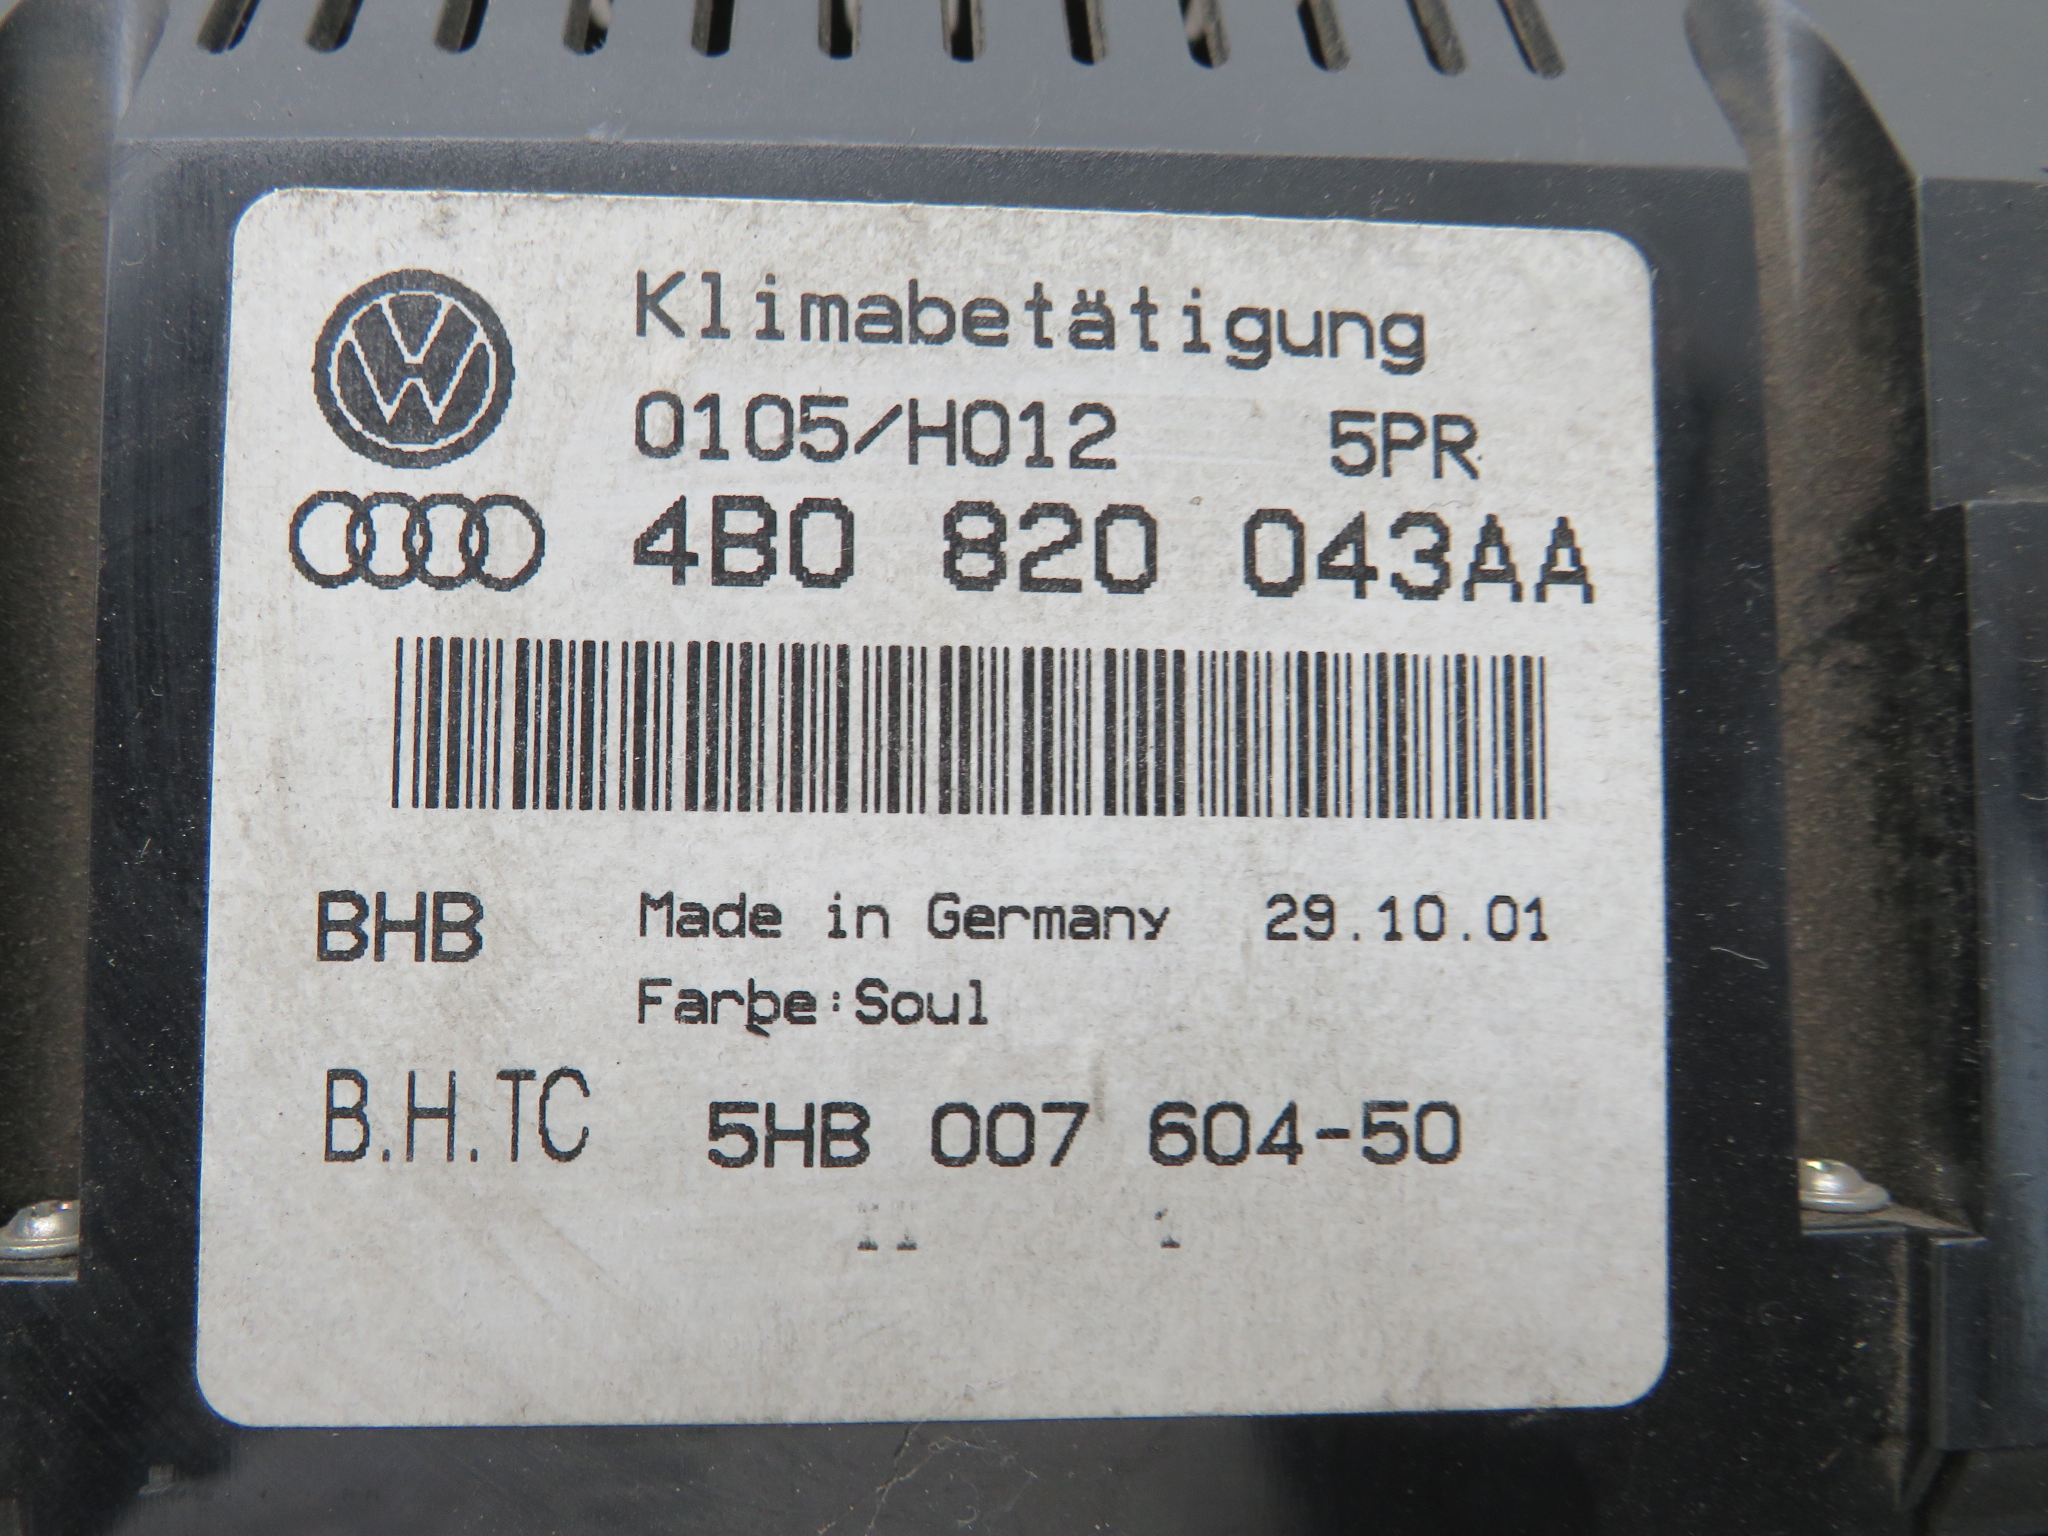 Klimabetätigung
0105/H012 5PR
4B0 820 043AA
BHB Made in Germany 29.10.01
Farbe:Soul
B.H.TC 5HB 007 604-50